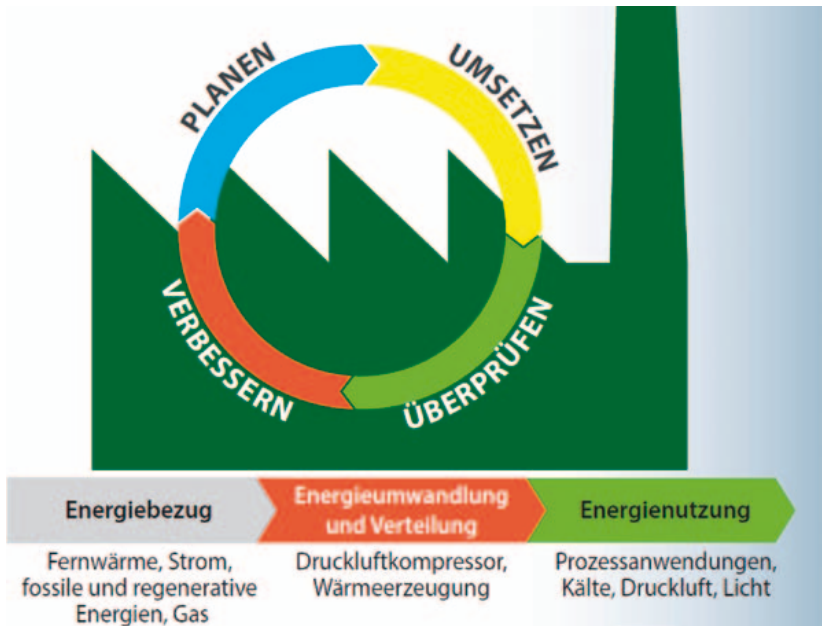 PLANEN
UMSETZEN
ÜBERPRÜFEN
VERBESSERN
Energiebezug
Energieumwandlung
und Verteilung
Energienutzung
Fernwärme, Strom,
fossile und regenerative
Energien, Gas
Druckluftkompressor,
Wärmeerzeugung
Prozessanwendungen,
Kälte, Druckluft, Licht